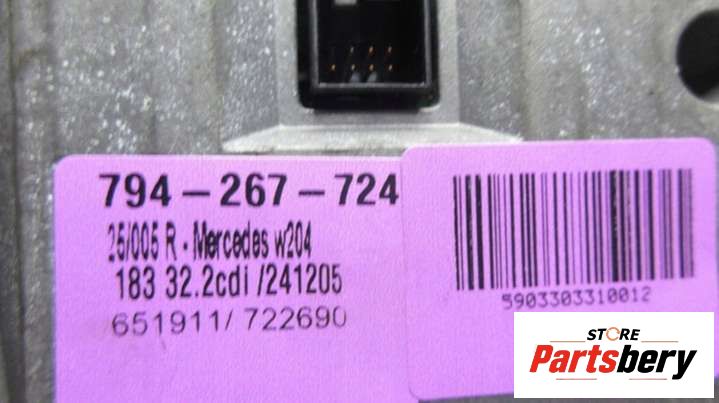 794-267-724
25/005 R - Mercedes w204
183 32.2cdi /241205
651911/ 722690
5903303310012
STORE
Partsbery